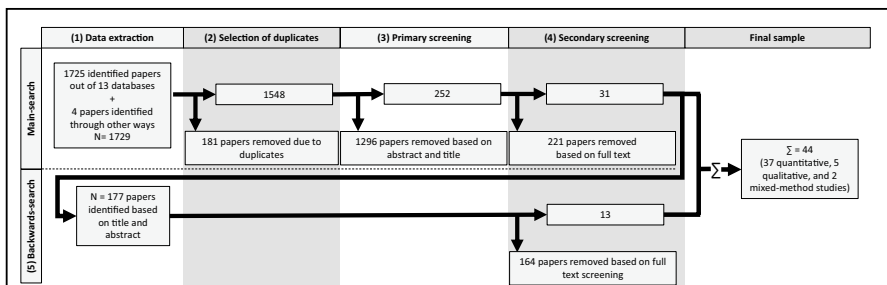 (1) Data extraction
(2) Selection of duplicates
(3) Primary screening
(4) Secondary screening
Final sample
Main-search
1725 identified papers
out of 13 databases
+
4 papers identified
through other ways
N= 1729
1548
252
31
181 papers removed due to
duplicates
1296 papers removed based on
abstract and title
221 papers removed
based on full text
∑
∑ = 44
(37 quantitative, 5
qualitative, and 2
mixed-method studies)
(5) Backwards-search
N = 177 papers
identified based
on title and
abstract
13
164 papers removed based on full
text screening